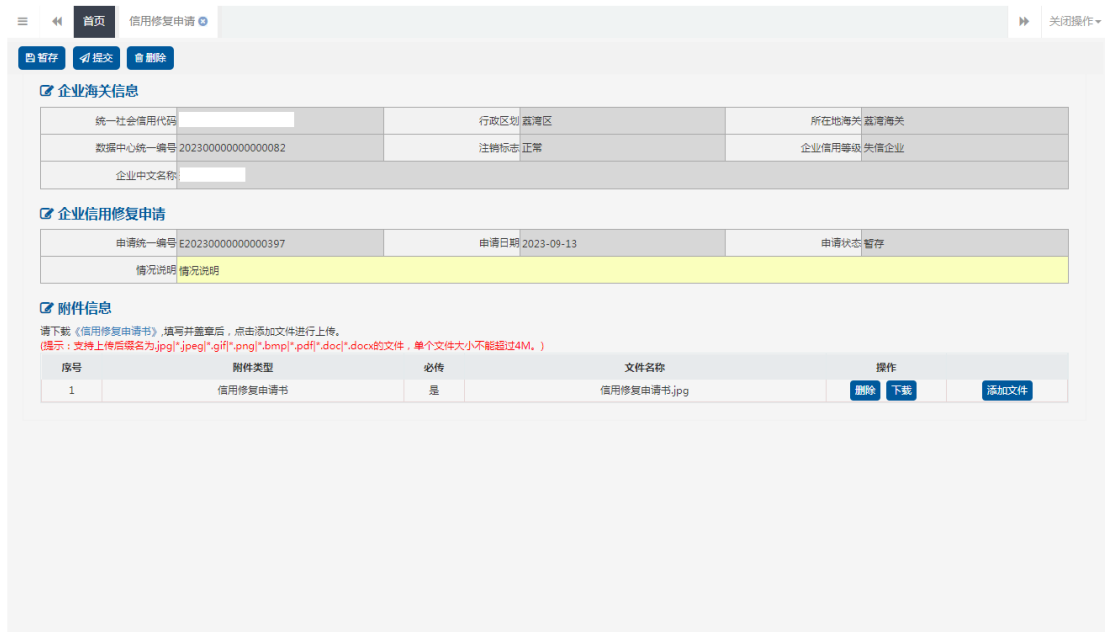 首页 信用修复申请 关闭操作
暂存 提交 删除
企业海关信息
统一社会信用代码 行政区划 荔湾区 所在地海关 荔湾海关
数据中心统一编号 202300000000000082 注销标志 正常 企业信用等级 失信企业
企业中文名称
企业信用修复申请
申请统一编号 E20230000000000397 申请日期 2023-09-13 申请状态 暂存
情况说明 情况说明
附件信息
请下载《信用修复申请书》,填写并盖章后，点击添加文件进行上传。
(提示：支持上传后缀名为.jpg|*.jpeg|*.gif|*.png|*.bmp|*.pdf|*.doc|*.docx的文件，单个文件大小不能超过4M。)
序号 附件类型 必传 文件名称 操作
1 信用修复申请书 是 信用修复申请书.jpg 删除 下载 添加文件